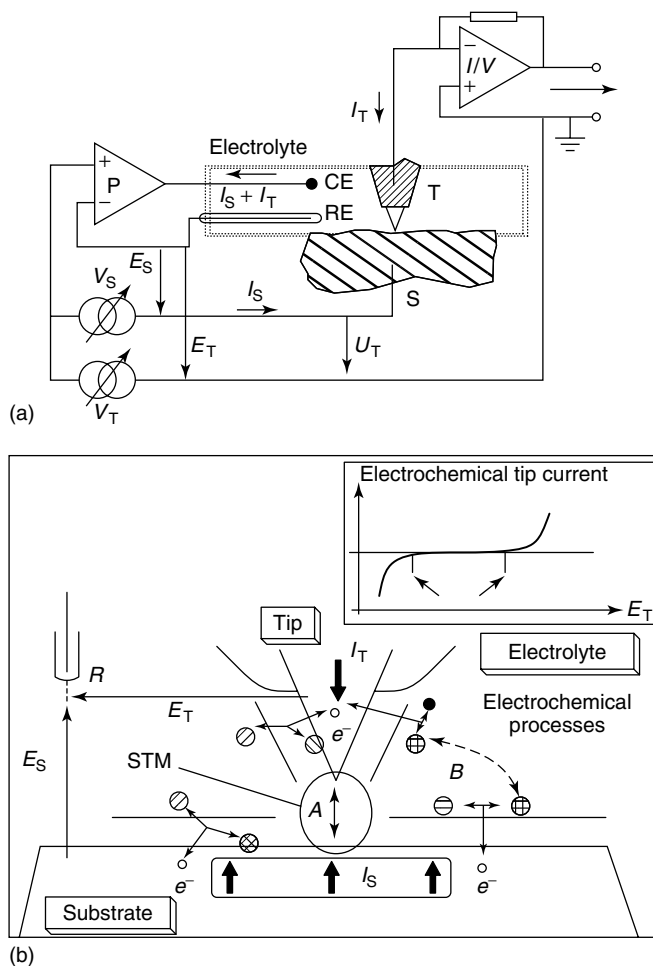 −
I/V
+
I_T
Electrolyte
+
P
−
CE
T
I_S + I_T
RE
E_S
V_S
I_S
S
E_T
U_T
V_T
(a)
Electrochemical tip current
E_T
Tip
I_T
Electrolyte
R
E_T
Electrochemical
processes
e⁻
E_S
STM
A
B
e⁻
I_S
e⁻
Substrate
(b)